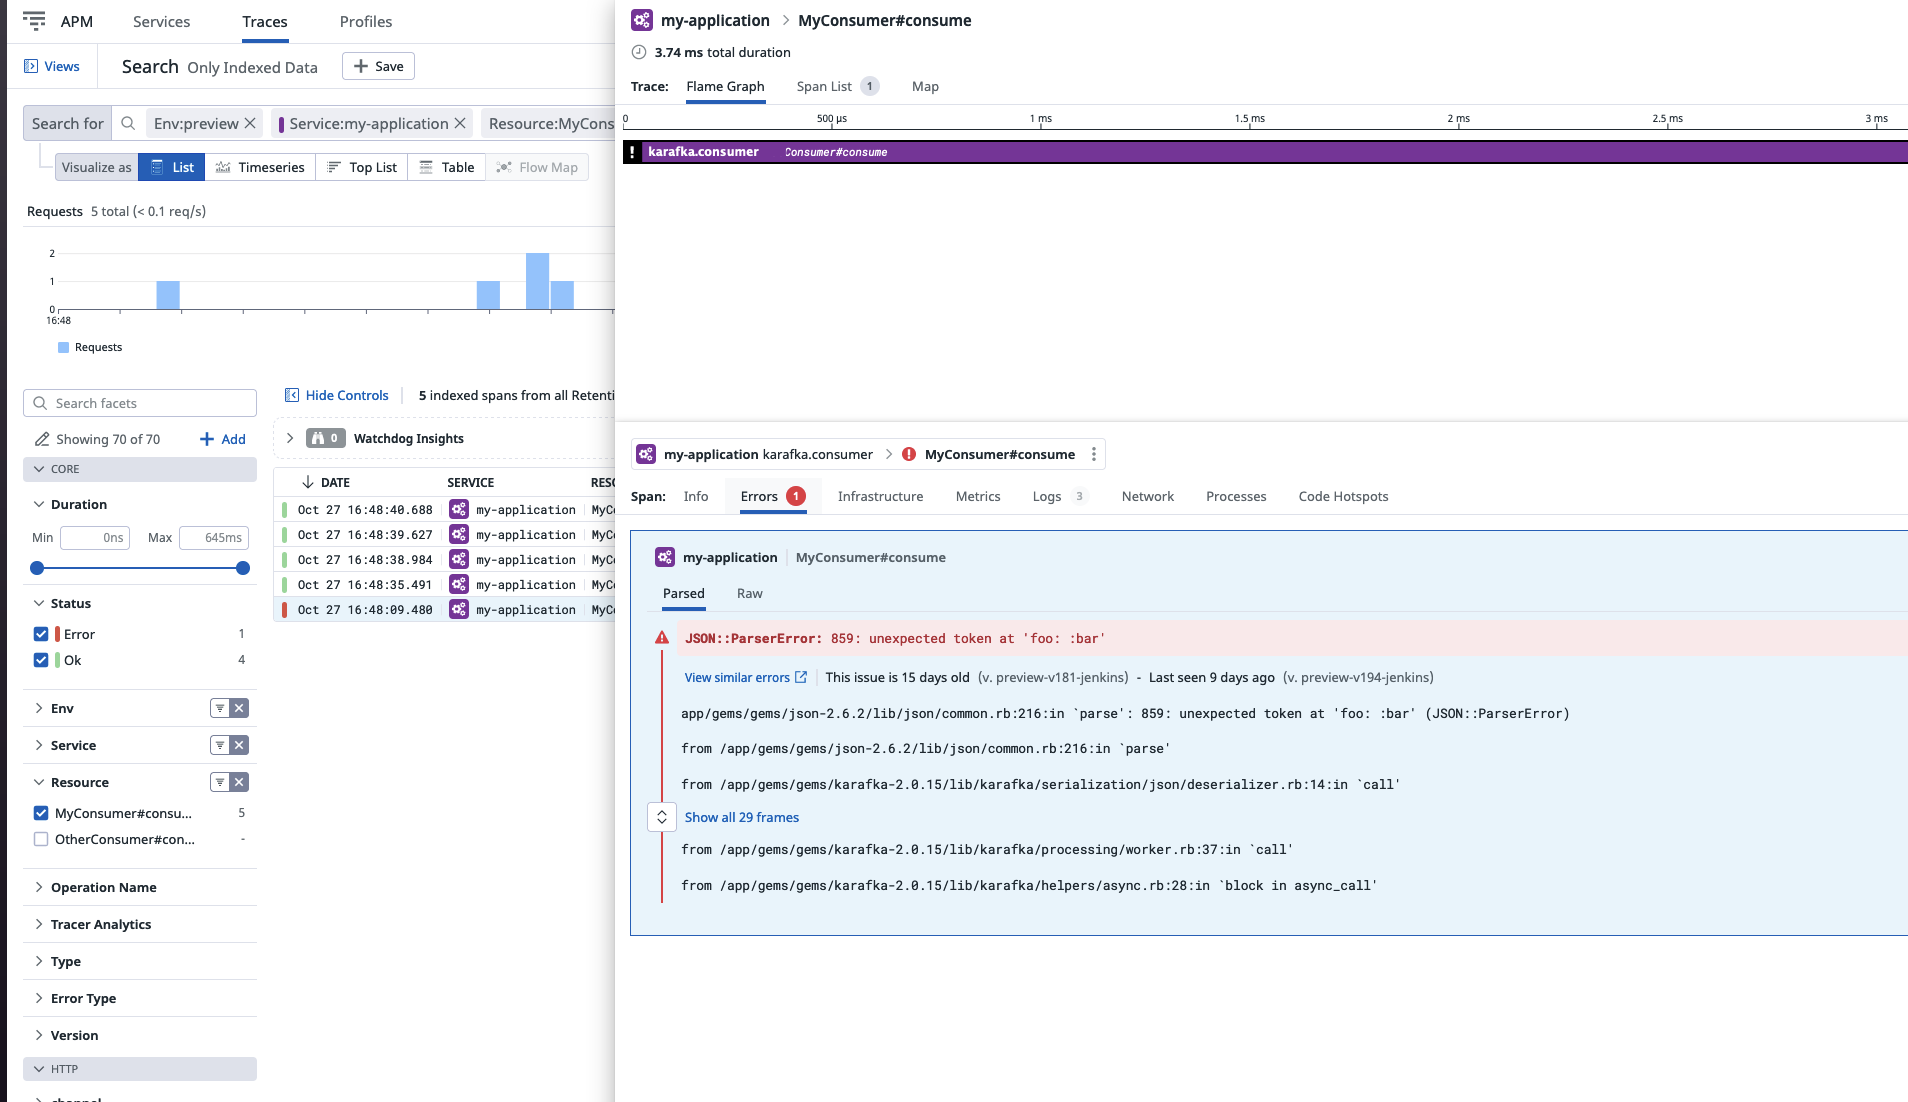 APM
Services
Traces
Profiles
Views
Search Only Indexed Data
Save
Search for
Env:preview
Service:my-application
Resource:MyCons
Visualize as
List
Timeseries
Top List
Table
Flow Map
Requests 5 total (< 0.1 req/s)
2
1
0
16:48
Requests
Search facets
Showing 70 of 70
Add
CORE
Duration
Min 0ns Max 645ms
Status
Error 1
Ok 4
Env
Service
Resource
MyConsumer#consu... 5
OtherConsumer#con... -
Operation Name
Tracer Analytics
Type
Error Type
Version
HTTP
channel
Hide Controls
5 indexed spans from all Retenti
0 Watchdog Insights
DATE SERVICE RESO
Oct 27 16:48:40.688 my-application MyCo
Oct 27 16:48:39.627 my-application MyCo
Oct 27 16:48:38.984 my-application MyCo
Oct 27 16:48:35.491 my-application MyCo
Oct 27 16:48:09.480 my-application MyCo
my-application > MyConsumer#consume
3.74 ms total duration
Trace: Flame Graph Span List 1 Map
0 500 µs 1 ms 1.5 ms 2 ms 2.5 ms 3 ms
! karafka.consumer Consumer#consume
my-application karafka.consumer > MyConsumer#consume
Span: Info Errors 1 Infrastructure Metrics Logs 3 Network Processes Code Hotspots
my-application MyConsumer#consume
Parsed Raw
JSON::ParserError: 859: unexpected token at 'foo: :bar'
View similar errors This issue is 15 days old (v. preview-v181-jenkins) - Last seen 9 days ago (v. preview-v194-jenkins)
app/gems/gems/json-2.6.2/lib/json/common.rb:216:in `parse': 859: unexpected token at 'foo: :bar' (JSON::ParserError)
from /app/gems/gems/json-2.6.2/lib/json/common.rb:216:in `parse'
from /app/gems/gems/karafka-2.0.15/lib/karafka/serialization/json/deserializer.rb:14:in `call'
Show all 29 frames
from /app/gems/gems/karafka-2.0.15/lib/karafka/processing/worker.rb:37:in `call'
from /app/gems/gems/karafka-2.0.15/lib/karafka/helpers/async.rb:28:in `block in async_call'